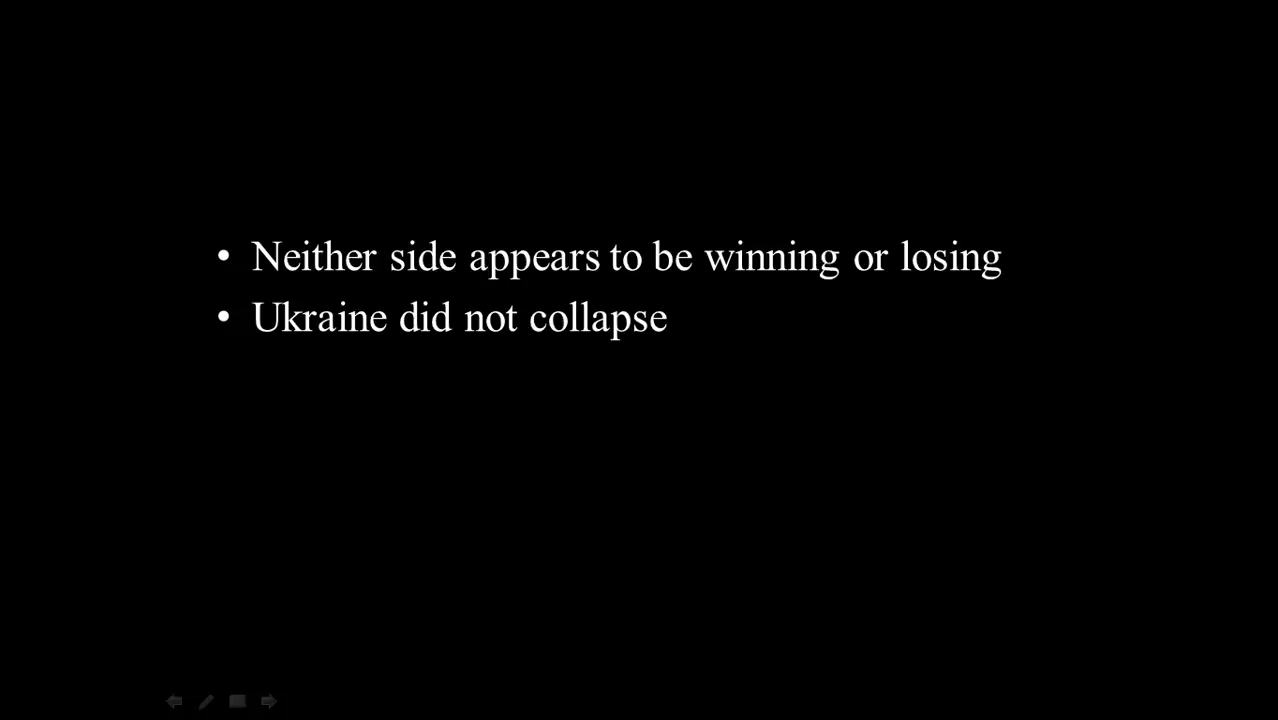 • Neither side appears to be winning or losing
• Ukraine did not collapse